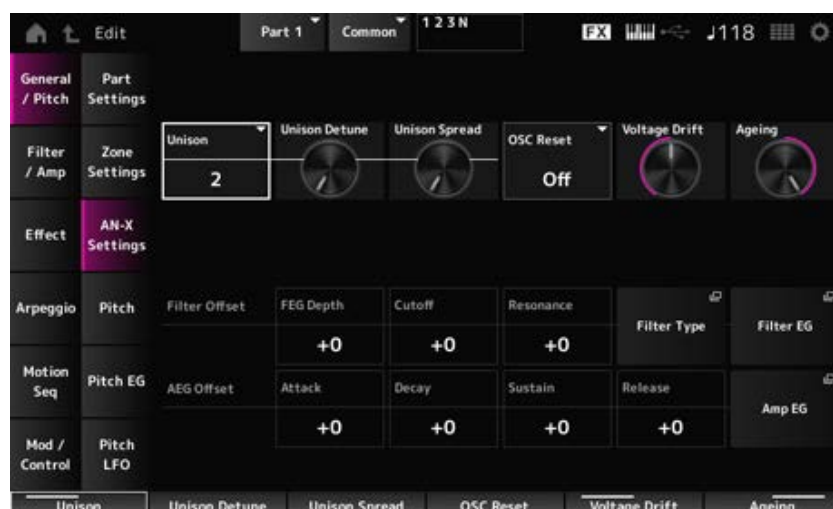 Edit
Part 1
Common
1 2 3 N
FX
♩118
General
/ Pitch
Part
Settings
Unison
2
Unison Detune
Unison Spread
OSC Reset
Off
Voltage Drift
Ageing
Filter
/ Amp
Zone
Settings
Effect
AN-X
Settings
Arpeggio
Pitch
Filter Offset
FEG Depth
+0
Cutoff
+0
Resonance
+0
Filter Type
Filter EG
Motion
Seq
Pitch EG
AEG Offset
Attack
+0
Decay
+0
Sustain
+0
Release
+0
Amp EG
Mod /
Control
Pitch
LFO
Unison
Unison Detune
Unison Spread
OSC Reset
Voltage Drift
Ageing